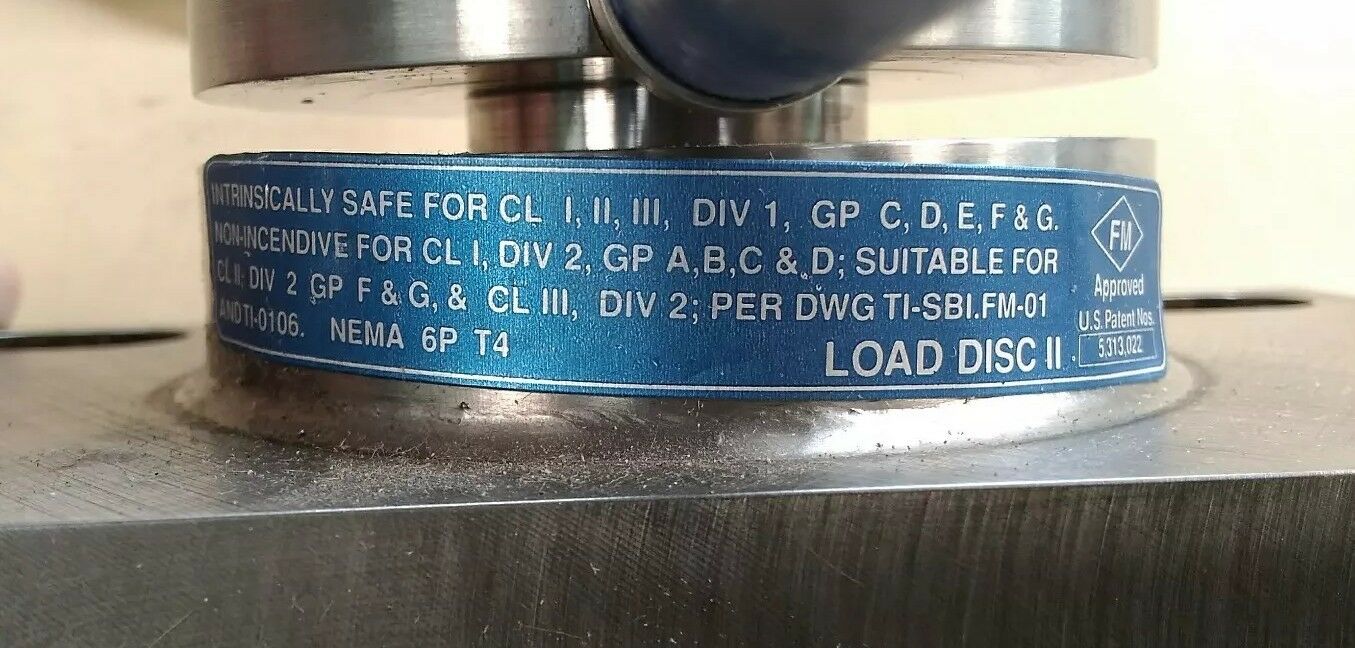 INTRINSICALLY SAFE FOR CL I, II, III, DIV 1, GP C, D, E, F & G.
NON-INCENDIVE FOR CL I, DIV 2, GP A,B,C & D; SUITABLE FOR
CL II, DIV 2 GP F & G, & CL III, DIV 2; PER DWG TI-SBI.FM-01
ANDTI-0106. NEMA 6P T4
LOAD DISC II
FM
Approved
U.S. Patent Nos.
5,313,022